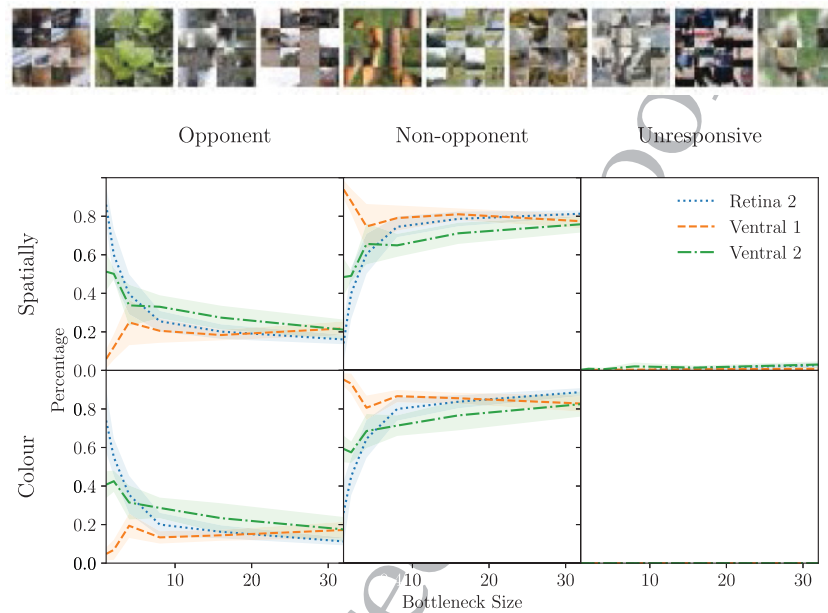 Opponent Non-opponent Unresponsive
Spatially
Colour
Percentage
0.8
0.6
0.4
0.2
0.0
0.8
0.6
0.4
0.2
0.0
Retina 2
Ventral 1
Ventral 2
10 20 30 10 20 30 10 20 30
Bottleneck Size